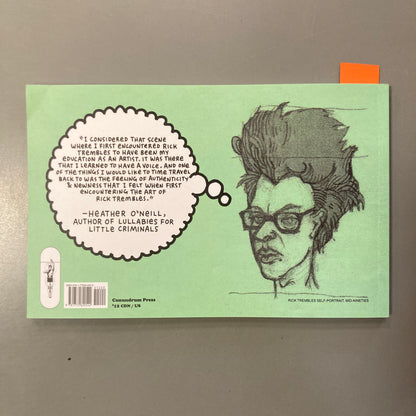 "I CONSIDERED THAT SCENE
WHERE I FIRST ENCOUNTERED RICK
TREMBLES TO HAVE BEEN MY
EDUCATION AS AN ARTIST. IT WAS THERE
THAT I LEARNED TO HAVE A VOICE. AND ONE
OF THE THINGS I WOULD LIKE TO TIME TRAVEL
BACK TO WAS THE FEELING OF AUTHENTICITY
& NEWNESS THAT I FELT WHEN FIRST
ENCOUNTERING THE ART OF
RICK TREMBLES."
—HEATHER O'NEILL,
AUTHOR OF LULLABIES FOR
LITTLE CRIMINALS
Conundrum Press
$12 CDN / US
RICK TREMBLES SELF-PORTRAIT, MID-NINETIES